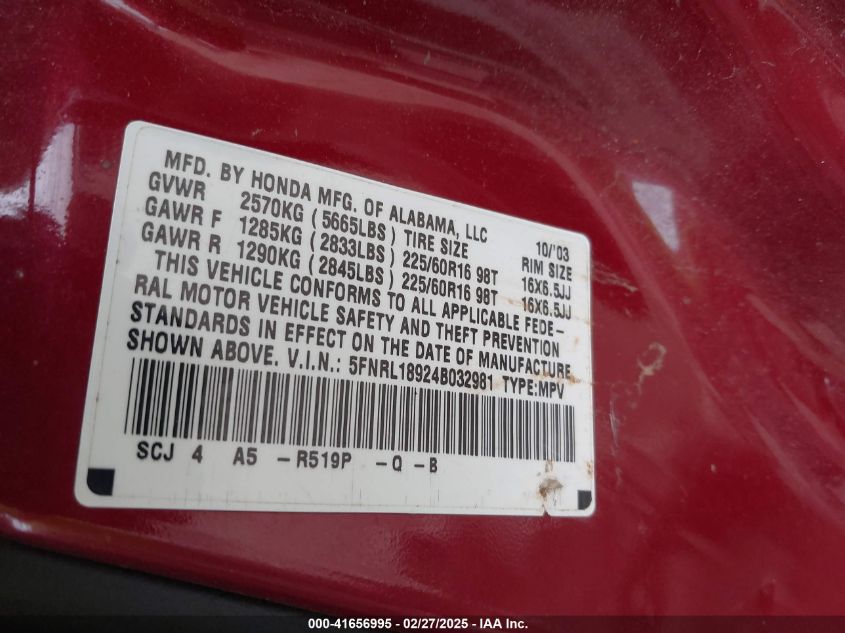 MFD. BY HONDA MFG. OF ALABAMA, LLC 10/'03
GVWR 2570KG ( 5665LBS ) TIRE SIZE RIM SIZE
GAWR F 1285KG ( 2833LBS ) 225/60R16 98T 16X6.5JJ
GAWR R 1290KG ( 2845LBS ) 225/60R16 98T 16X6.5JJ
THIS VEHICLE CONFORMS TO ALL APPLICABLE FEDE-
RAL MOTOR VEHICLE SAFETY AND THEFT PREVENTION
STANDARDS IN EFFECT ON THE DATE OF MANUFACTURE
SHOWN ABOVE. V.I.N.: 5FNRL18924B032981 TYPE:MPV
SCJ 4 A5 -R519P -Q -B
000-41656995 - 02/27/2025 - IAA Inc.